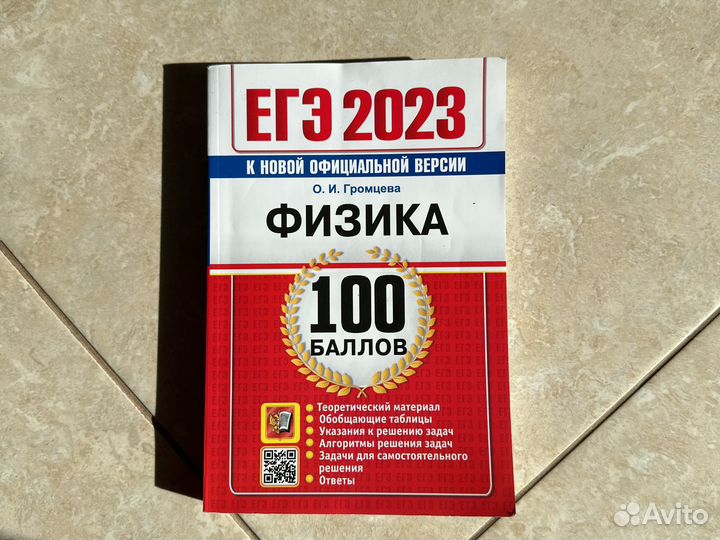 ЕГЭ 2023
К НОВОЙ ОФИЦИАЛЬНОЙ ВЕРСИИ
О. И. Громцева
ФИЗИКА
100
БАЛЛОВ
Теоретический материал
Обобщающие таблицы
Указания к решению задач
Алгоритмы решения задач
Задачи для самостоятельного
решения
Ответы
Avito